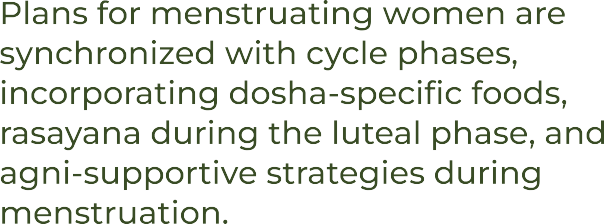 Plans for menstruating women are
synchronized with cycle phases,
incorporating dosha-specific foods,
rasayana during the luteal phase, and
agni-supportive strategies during
menstruation.